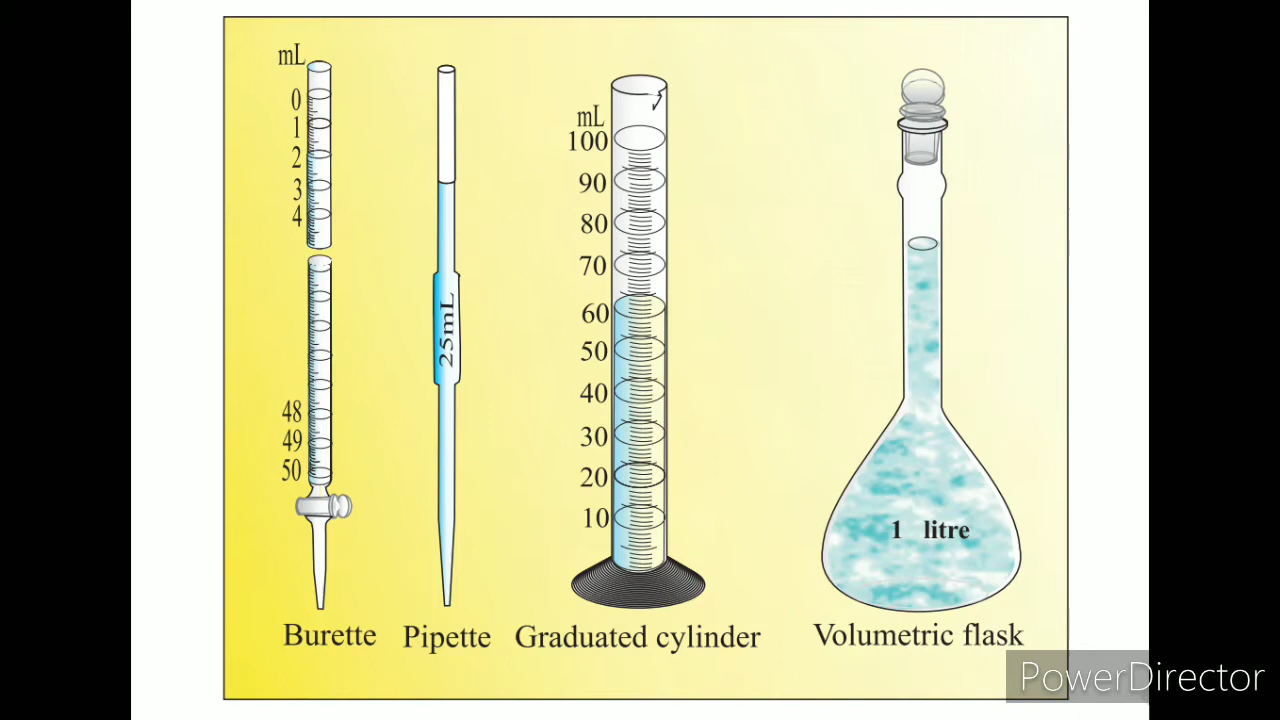 mL
0
1
2
3
4
48
49
50
25mL
mL
100
90
80
70
60
50
40
30
20
10
1 litre
Burette
Pipette
Graduated cylinder
Volumetric flask
PowerDirector